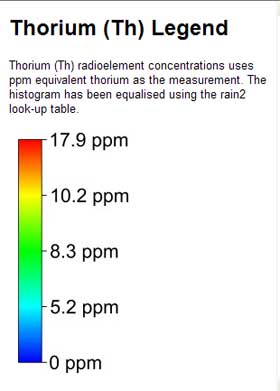 Thorium (Th) Legend
Thorium (Th) radioelement concentrations uses
ppm equivalent thorium as the measurement. The
histogram has been equalised using the rain2
look-up table.
17.9 ppm
10.2 ppm
8.3 ppm
5.2 ppm
0 ppm